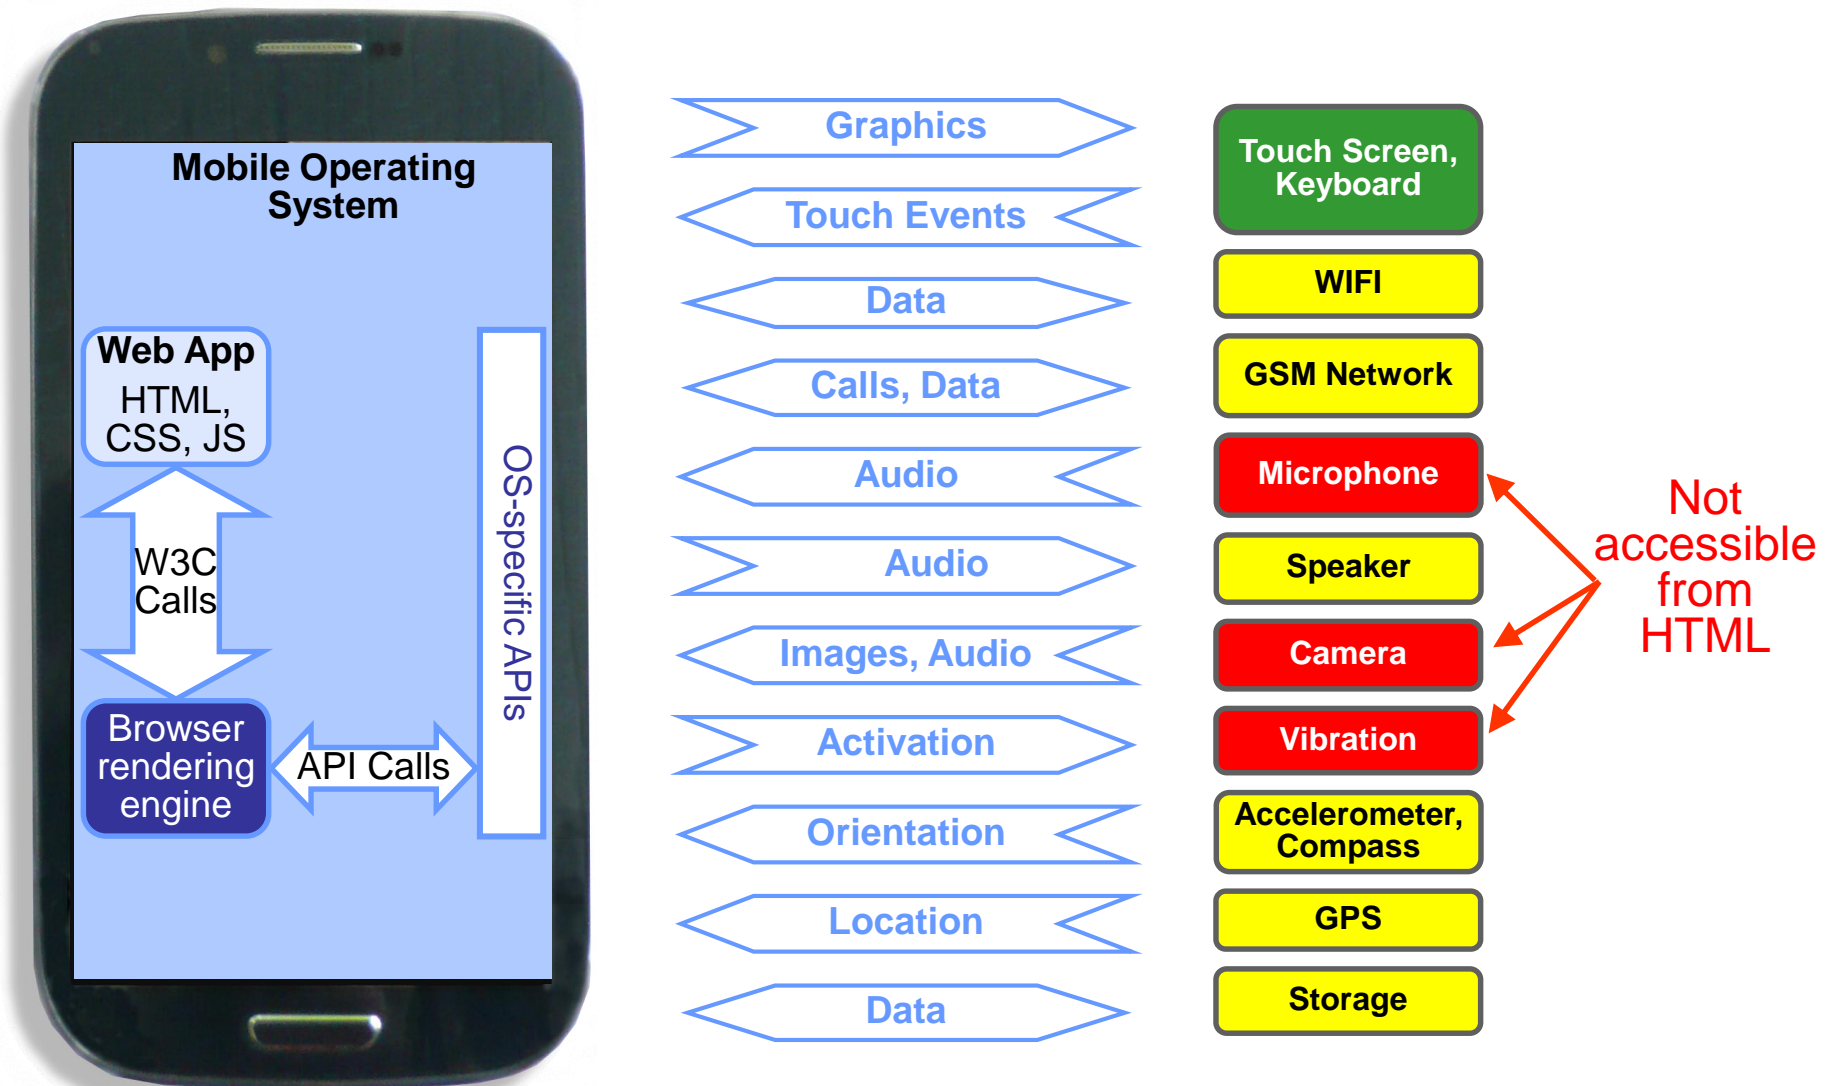 Mobile Operating
System
Web App
HTML,
CSS, JS
W3C
Calls
Browser
rendering
engine
API Calls
OS-specific APIs
Graphics
Touch Events
Data
Calls, Data
Audio
Audio
Images, Audio
Activation
Orientation
Location
Data
Touch Screen,
Keyboard
WIFI
GSM Network
Microphone
Speaker
Camera
Vibration
Accelerometer,
Compass
GPS
Storage
Not
accessible
from
HTML